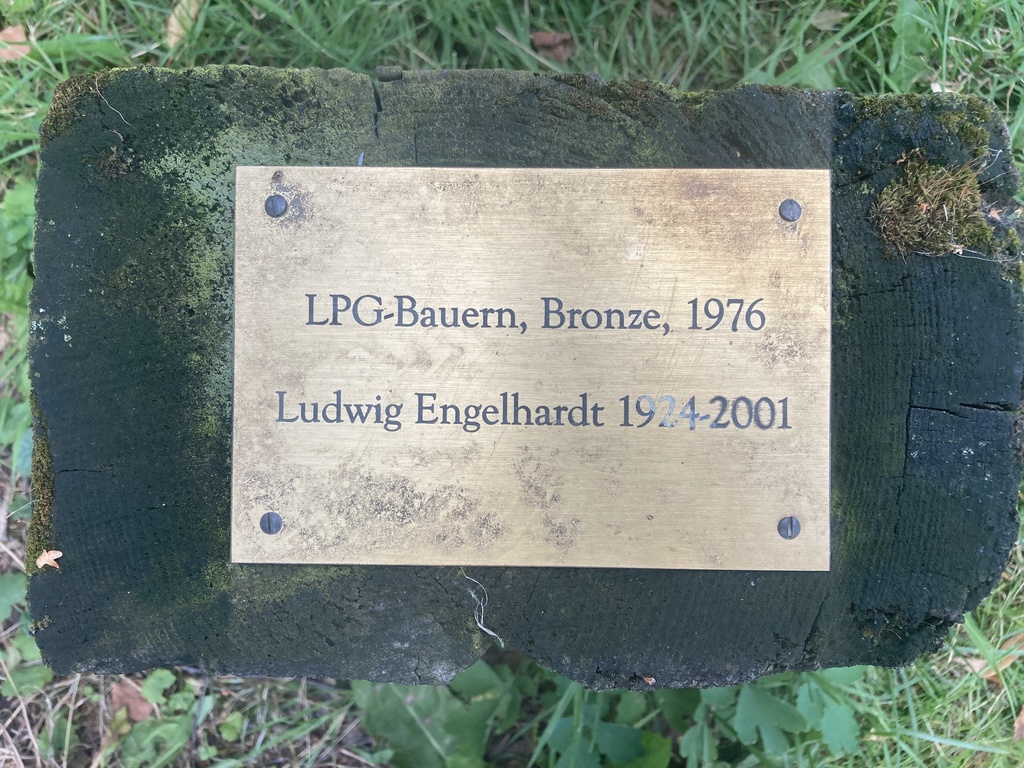 LPG-Bauern, Bronze, 1976
Ludwig Engelhardt 1924-2001